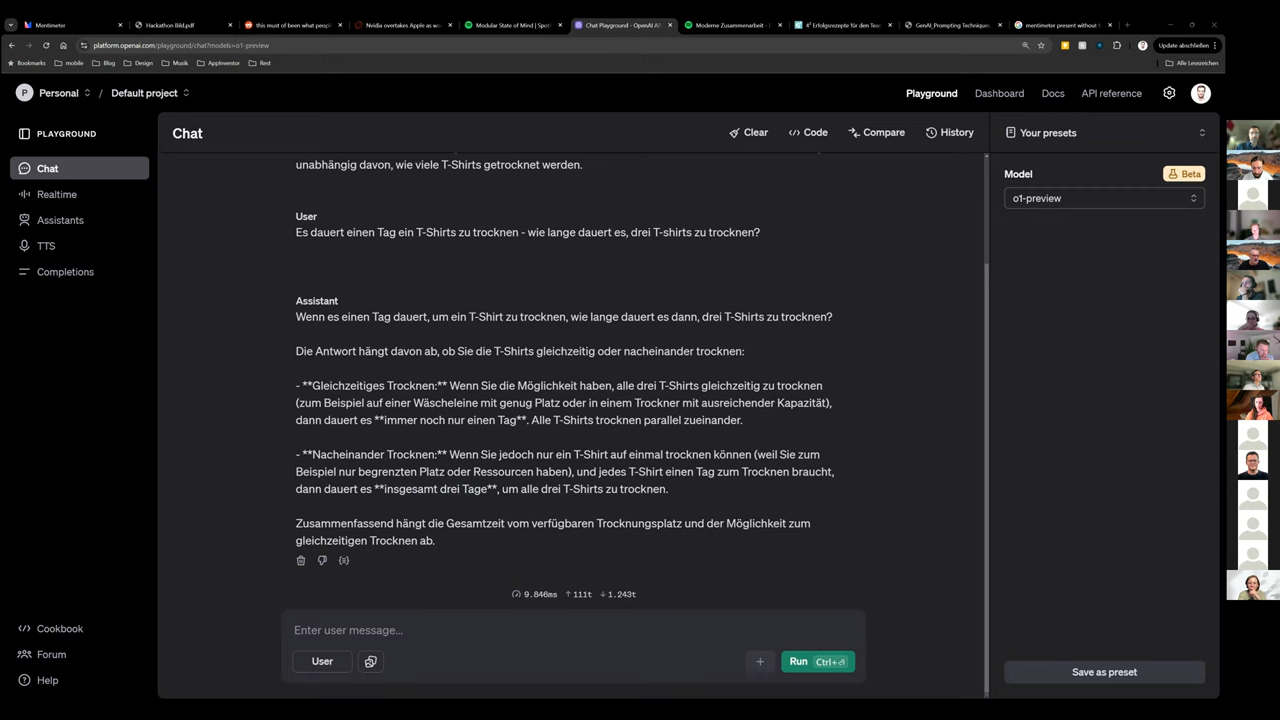 Mentimeter
Hackathon Bild.pdf
this must of been what peopl
Nvidia overtakes Apple as wo
Modular State of Mind | Spot
Chat Playground - OpenAI AP
Moderne Zusammenarbeit -
4² Erfolgsrezepte für den Tea
GenAI_Prompting Technique
mentimeter present without l
platform.openai.com/playground/chat?models=o1-preview
Update abschließen
Bookmarks
mobile
Blog
Design
Musik
AppInventor
Rest
Alle Lesezeichen
P Personal / Default project
Playground Dashboard Docs API reference
PLAYGROUND
Chat
Realtime
Assistants
TTS
Completions
Cookbook
Forum
Help
Chat
Clear Code Compare History
unabhängig davon, wie viele T-Shirts getrocknet werden.
User
Es dauert einen Tag ein T-Shirts zu trocknen - wie lange dauert es, drei T-shirts zu trocknen?
Assistant
Wenn es einen Tag dauert, um ein T-Shirt zu trocknen, wie lange dauert es dann, drei T-Shirts zu trocknen?
Die Antwort hängt davon ab, ob Sie die T-Shirts gleichzeitig oder nacheinander trocknen:
- **Gleichzeitiges Trocknen:** Wenn Sie die Möglichkeit haben, alle drei T-Shirts gleichzeitig zu trocknen
(zum Beispiel auf einer Wäscheleine mit genug Platz oder in einem Trockner mit ausreichender Kapazität),
dann dauert es **immer noch nur einen Tag**. Alle T-Shirts trocknen parallel zueinander.
- **Nacheinander Trocknen:** Wenn Sie jedoch nur ein T-Shirt auf einmal trocknen können (weil Sie zum
Beispiel nur begrenzten Platz oder Ressourcen haben), und jedes T-Shirt einen Tag zum Trocknen braucht,
dann dauert es **insgesamt drei Tage**, um alle drei T-Shirts zu trocknen.
Zusammenfassend hängt die Gesamtzeit vom verfügbaren Trocknungsplatz und der Möglichkeit zum
gleichzeitigen Trocknen ab.
9.846ms ↑ 111t ↓ 1.243t
Enter user message...
User
Run Ctrl+⏎
Your presets
Model
Beta
o1-preview
Save as preset